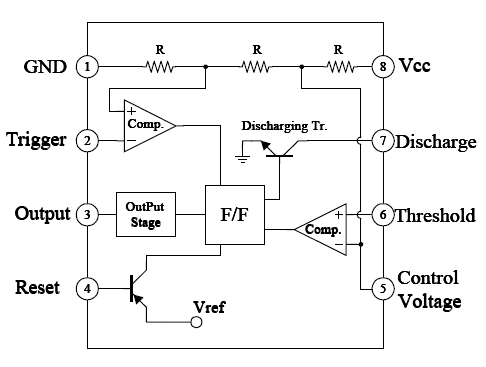 R R R
GND 1 8 Vcc
+
Comp.
Trigger 2
Discharging Tr.
7 Discharge
Output 3
OutPut
Stage
F/F
+
Comp.
−
6 Threshold
Reset 4
Vref
5 Control
Voltage